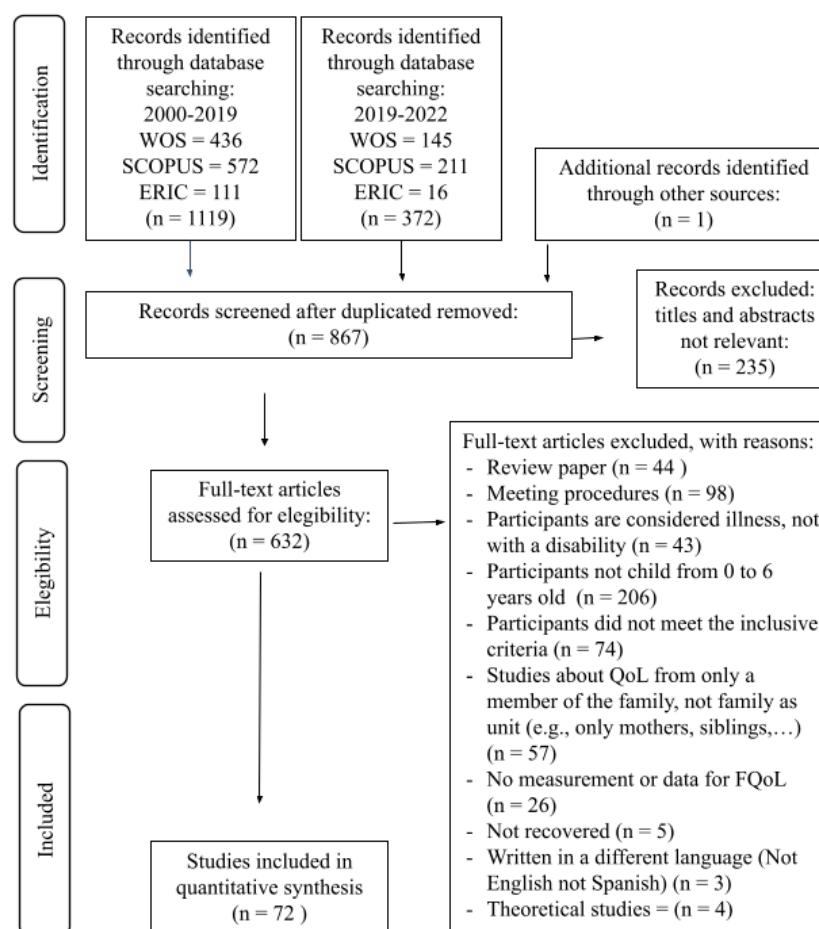 Identification
Records identified
through database
searching:
2000-2019
WOS = 436
SCOPUS = 572
ERIC = 111
(n = 1119)
Records identified
through database
searching:
2019-2022
WOS = 145
SCOPUS = 211
ERIC = 16
(n = 372)
Additional records identified
through other sources:
(n = 1)
Screening
Records screened after duplicated removed:
(n = 867)
Records excluded:
titles and abstracts
not relevant:
(n = 235)
Elegibility
Full-text articles
assessed for elegibility:
(n = 632)
Full-text articles excluded, with reasons:
- Review paper (n = 44 )
- Meeting procedures (n = 98)
- Participants are considered illness, not
with a disability (n = 43)
- Participants not child from 0 to 6
years old (n = 206)
- Participants did not meet the inclusive
criteria (n = 74)
- Studies about QoL from only a
member of the family, not family as
unit (e.g., only mothers, siblings,…)
(n = 57)
- No measurement or data for FQoL
(n = 26)
- Not recovered (n = 5)
- Written in a different language (Not
English not Spanish) (n = 3)
- Theoretical studies = (n = 4)
Included
Studies included in
quantitative synthesis
(n = 72 )